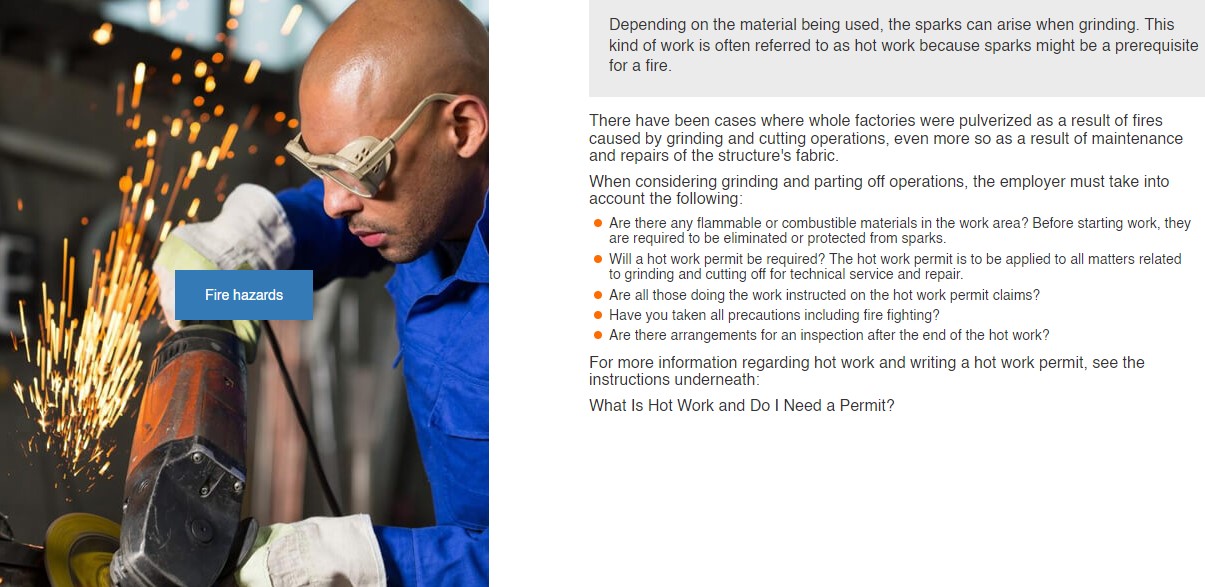 Fire hazards
Depending on the material being used, the sparks can arise when grinding. This
kind of work is often referred to as hot work because sparks might be a prerequisite
for a fire.
There have been cases where whole factories were pulverized as a result of fires
caused by grinding and cutting operations, even more so as a result of maintenance
and repairs of the structure's fabric.
When considering grinding and parting off operations, the employer must take into
account the following:
Are there any flammable or combustible materials in the work area? Before starting work, they
are required to be eliminated or protected from sparks.
Will a hot work permit be required? The hot work permit is to be applied to all matters related
to grinding and cutting off for technical service and repair.
Are all those doing the work instructed on the hot work permit claims?
Have you taken all precautions including fire fighting?
Are there arrangements for an inspection after the end of the hot work?
For more information regarding hot work and writing a hot work permit, see the
instructions underneath:
What Is Hot Work and Do I Need a Permit?